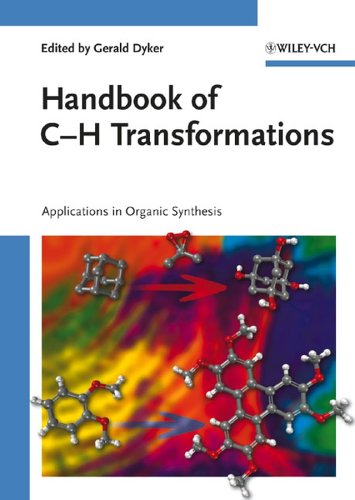 Edited by Gerald Dyker
WILEY-VCH
Handbook of
C–H Transformations
Applications in Organic Synthesis